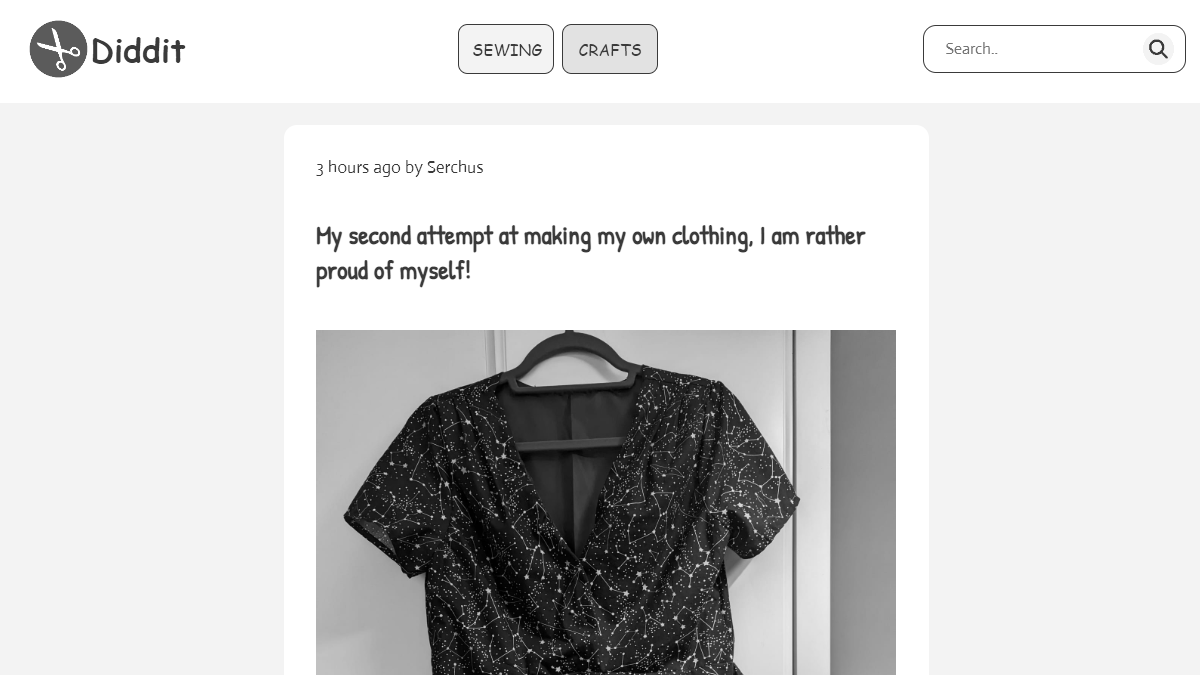 Diddit
SEWING
CRAFTS
Search..
3 hours ago by Serchus
My second attempt at making my own clothing, I am rather
proud of myself!